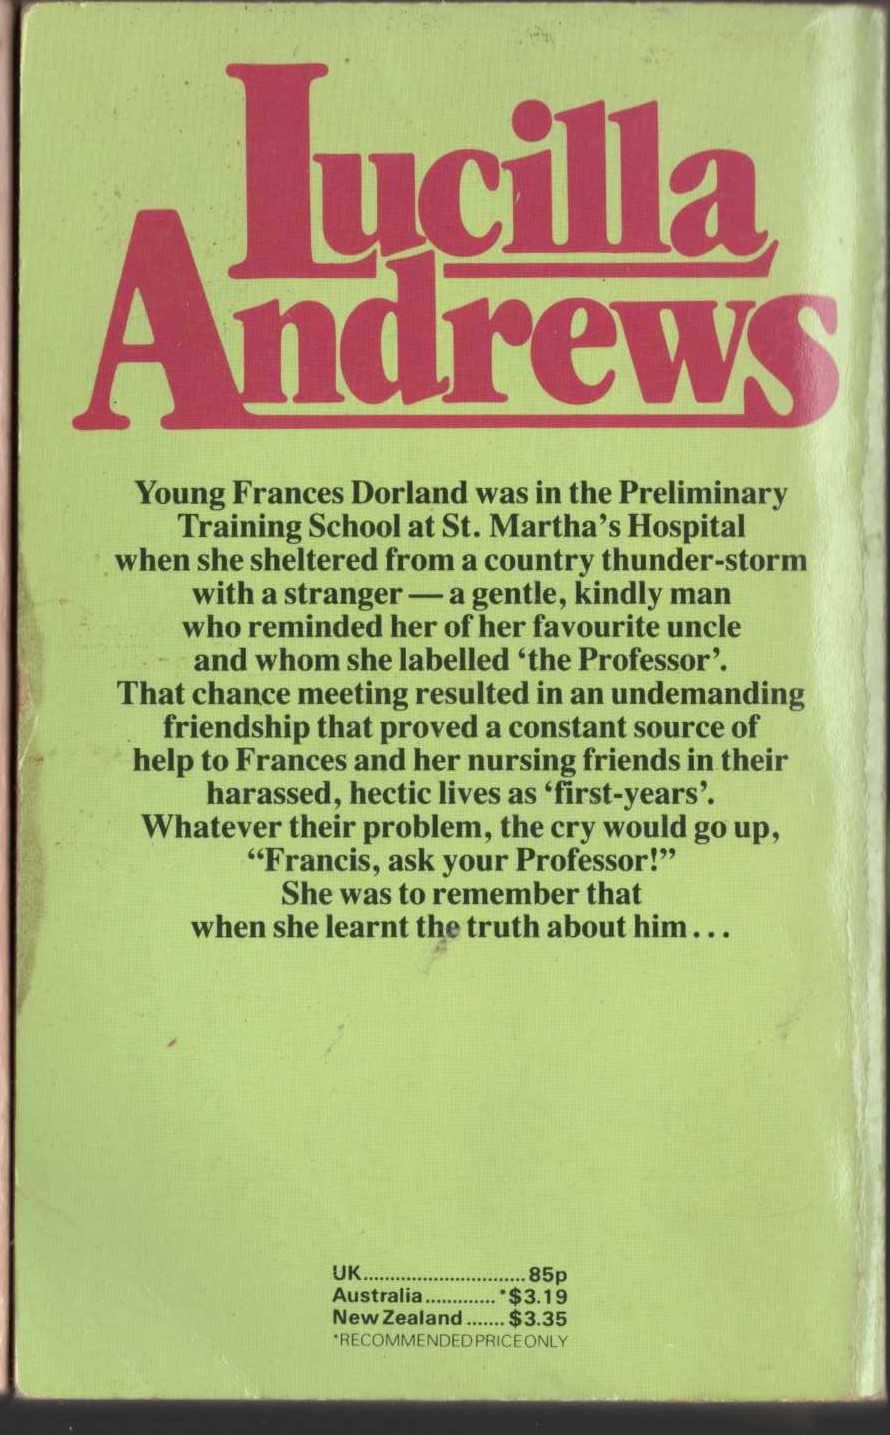 Lucilla
Andrews
Young Frances Dorland was in the Preliminary
Training School at St. Martha's Hospital
when she sheltered from a country thunder-storm
with a stranger — a gentle, kindly man
who reminded her of her favourite uncle
and whom she labelled ‘the Professor’.
That chance meeting resulted in an undemanding
friendship that proved a constant source of
help to Frances and her nursing friends in their
harassed, hectic lives as ‘first-years’.
Whatever their problem, the cry would go up,
“Francis, ask your Professor!”
She was to remember that
when she learnt the truth about him...
UK.............................. 85p
Australia............. *$3.19
New Zealand ....... $3.35
*RECOMMENDED PRICE ONLY